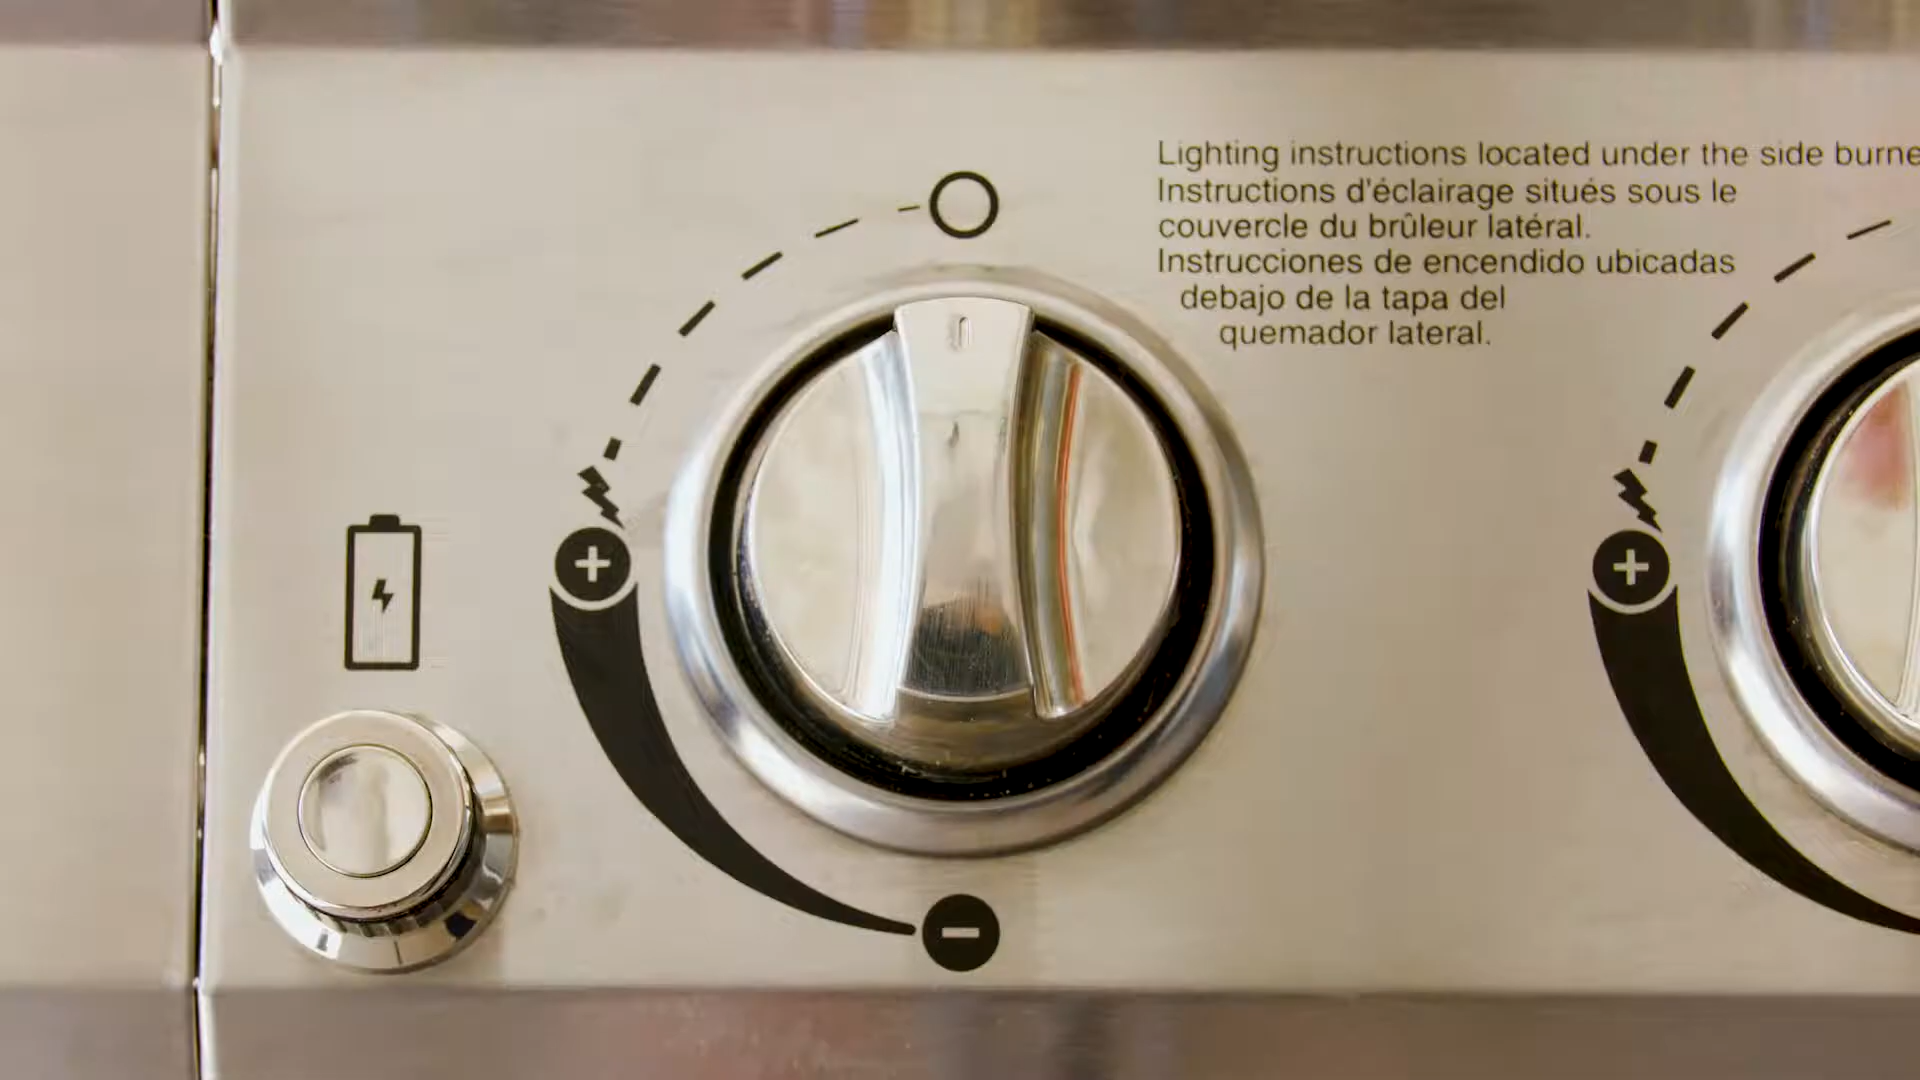 Lighting instructions located under the side burne
Instructions d'éclairage situés sous le
couvercle du brûleur latéral.
Instrucciones de encendido ubicadas
debajo de la tapa del
quemador lateral.